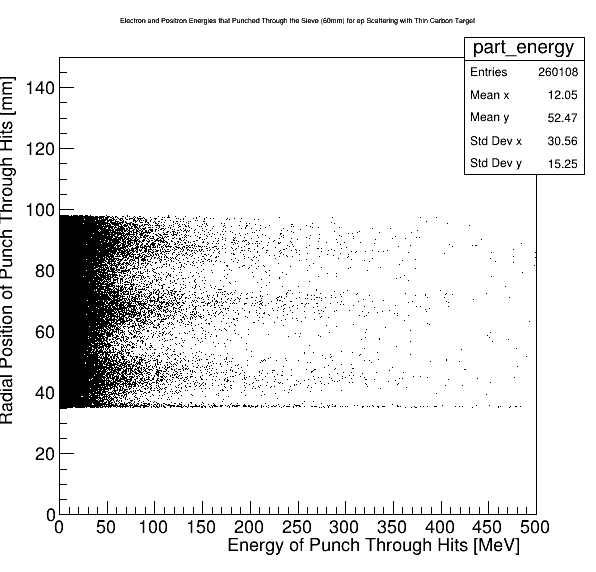 Electron and Positron Energies that Punched Through the Sieve (60mm) for ep Scattering with Thin Carbon Target
part_energy
Entries 260108
Mean x 12.05
Mean y 52.47
Std Dev x 30.56
Std Dev y 15.25
Radial Position of Punch Through Hits [mm]
140
120
100
80
60
40
20
0
0 50 100 150 200 250 300 350 400 450 500
Energy of Punch Through Hits [MeV]